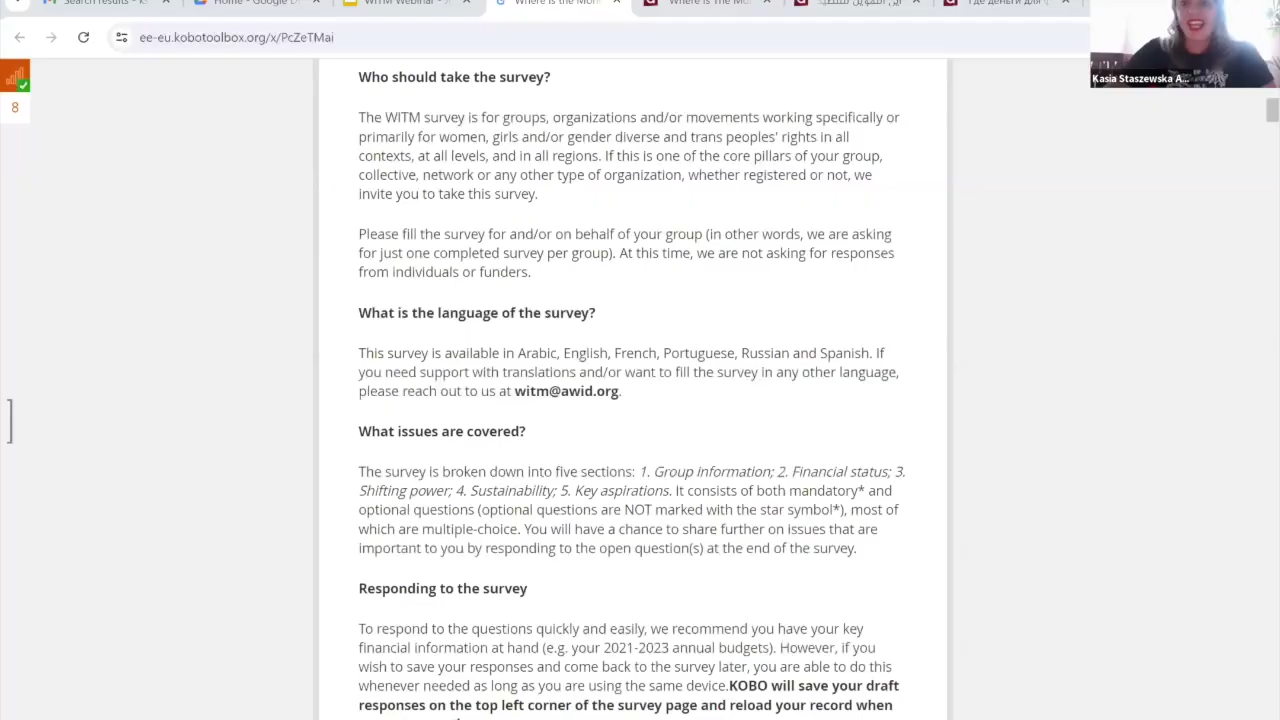 Search results - k
Home - Google D
WITM Webinar -
Where Is the Mon
Where Is The Mo
ee-eu.kobotoolbox.org/x/PcZeTMai
8
Kasia Staszewska A...
Who should take the survey?
The WITM survey is for groups, organizations and/or movements working specifically or
primarily for women, girls and/or gender diverse and trans peoples' rights in all
contexts, at all levels, and in all regions. If this is one of the core pillars of your group,
collective, network or any other type of organization, whether registered or not, we
invite you to take this survey.
Please fill the survey for and/or on behalf of your group (in other words, we are asking
for just one completed survey per group). At this time, we are not asking for responses
from individuals or funders.
What is the language of the survey?
This survey is available in Arabic, English, French, Portuguese, Russian and Spanish. If
you need support with translations and/or want to fill the survey in any other language,
please reach out to us at witm@awid.org.
What issues are covered?
The survey is broken down into five sections: 1. Group Information; 2. Financial status; 3.
Shifting power; 4. Sustainability; 5. Key aspirations. It consists of both mandatory* and
optional questions (optional questions are NOT marked with the star symbol*), most of
which are multiple-choice. You will have a chance to share further on issues that are
important to you by responding to the open question(s) at the end of the survey.
Responding to the survey
To respond to the questions quickly and easily, we recommend you have your key
financial information at hand (e.g. your 2021-2023 annual budgets). However, if you
wish to save your responses and come back to the survey later, you are able to do this
whenever needed as long as you are using the same device.KOBO will save your draft
responses on the top left corner of the survey page and reload your record when